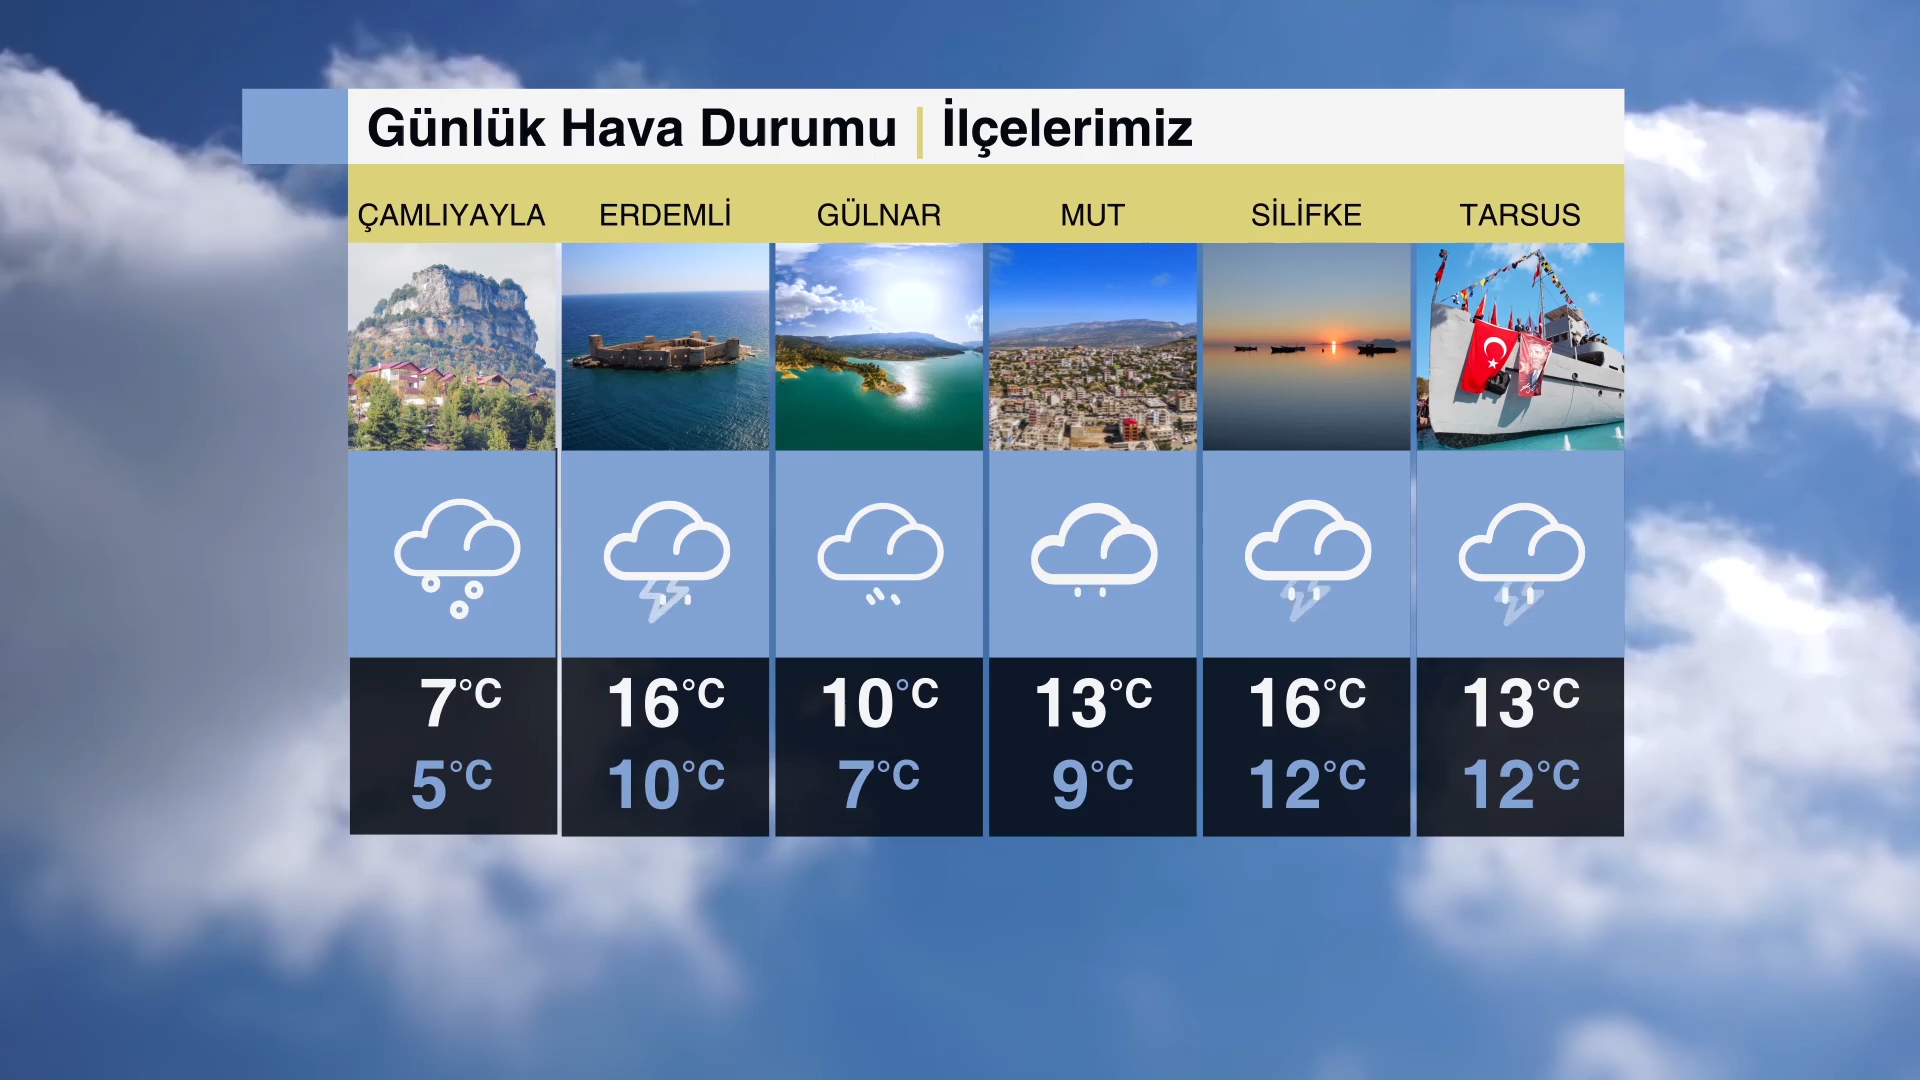 Günlük Hava Durumu | İlçelerimiz
ÇAMLIYAYLA ERDEMLİ GÜLNAR MUT SİLİFKE TARSUS
7°C 16°C 10°C 13°C 16°C 13°C
5°C 10°C 7°C 9°C 12°C 12°C